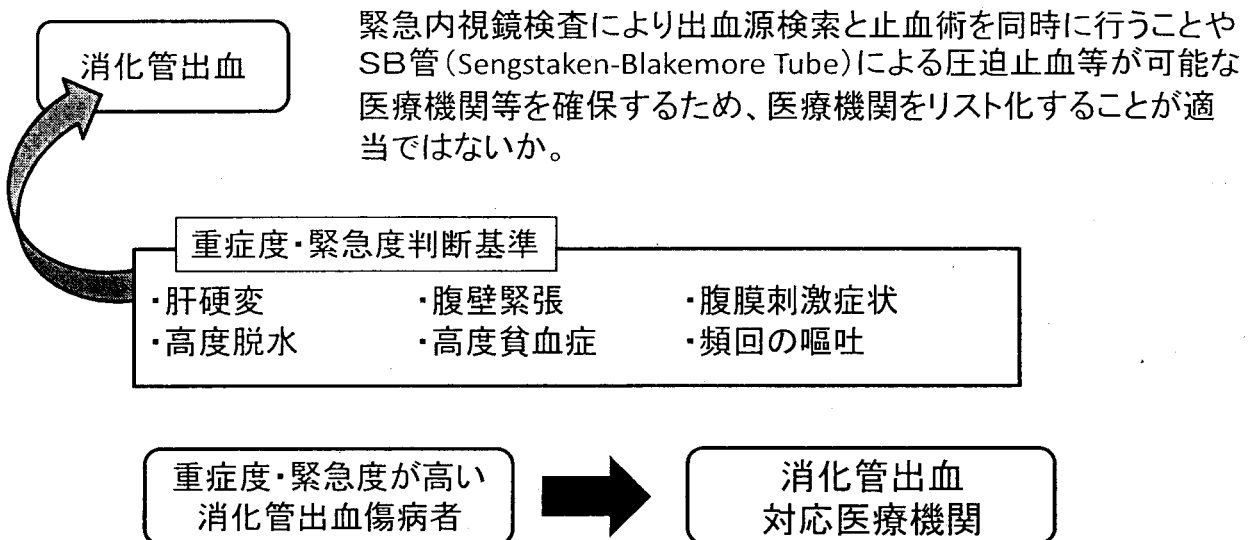 消化管出血
緊急内視鏡検査により出血源検索と止血術を同時に行うことや
SB管(Sengstaken-Blakemore Tube)による圧迫止血等が可能な
医療機関等を確保するため、医療機関をリスト化することが適
当ではないか。
重症度・緊急度判断基準
・肝硬変 ・腹壁緊張 ・腹膜刺激症状
・高度脱水 ・高度貧血症 ・頻回の嘔吐
重症度・緊急度が高い
消化管出血傷病者
消化管出血
対応医療機関